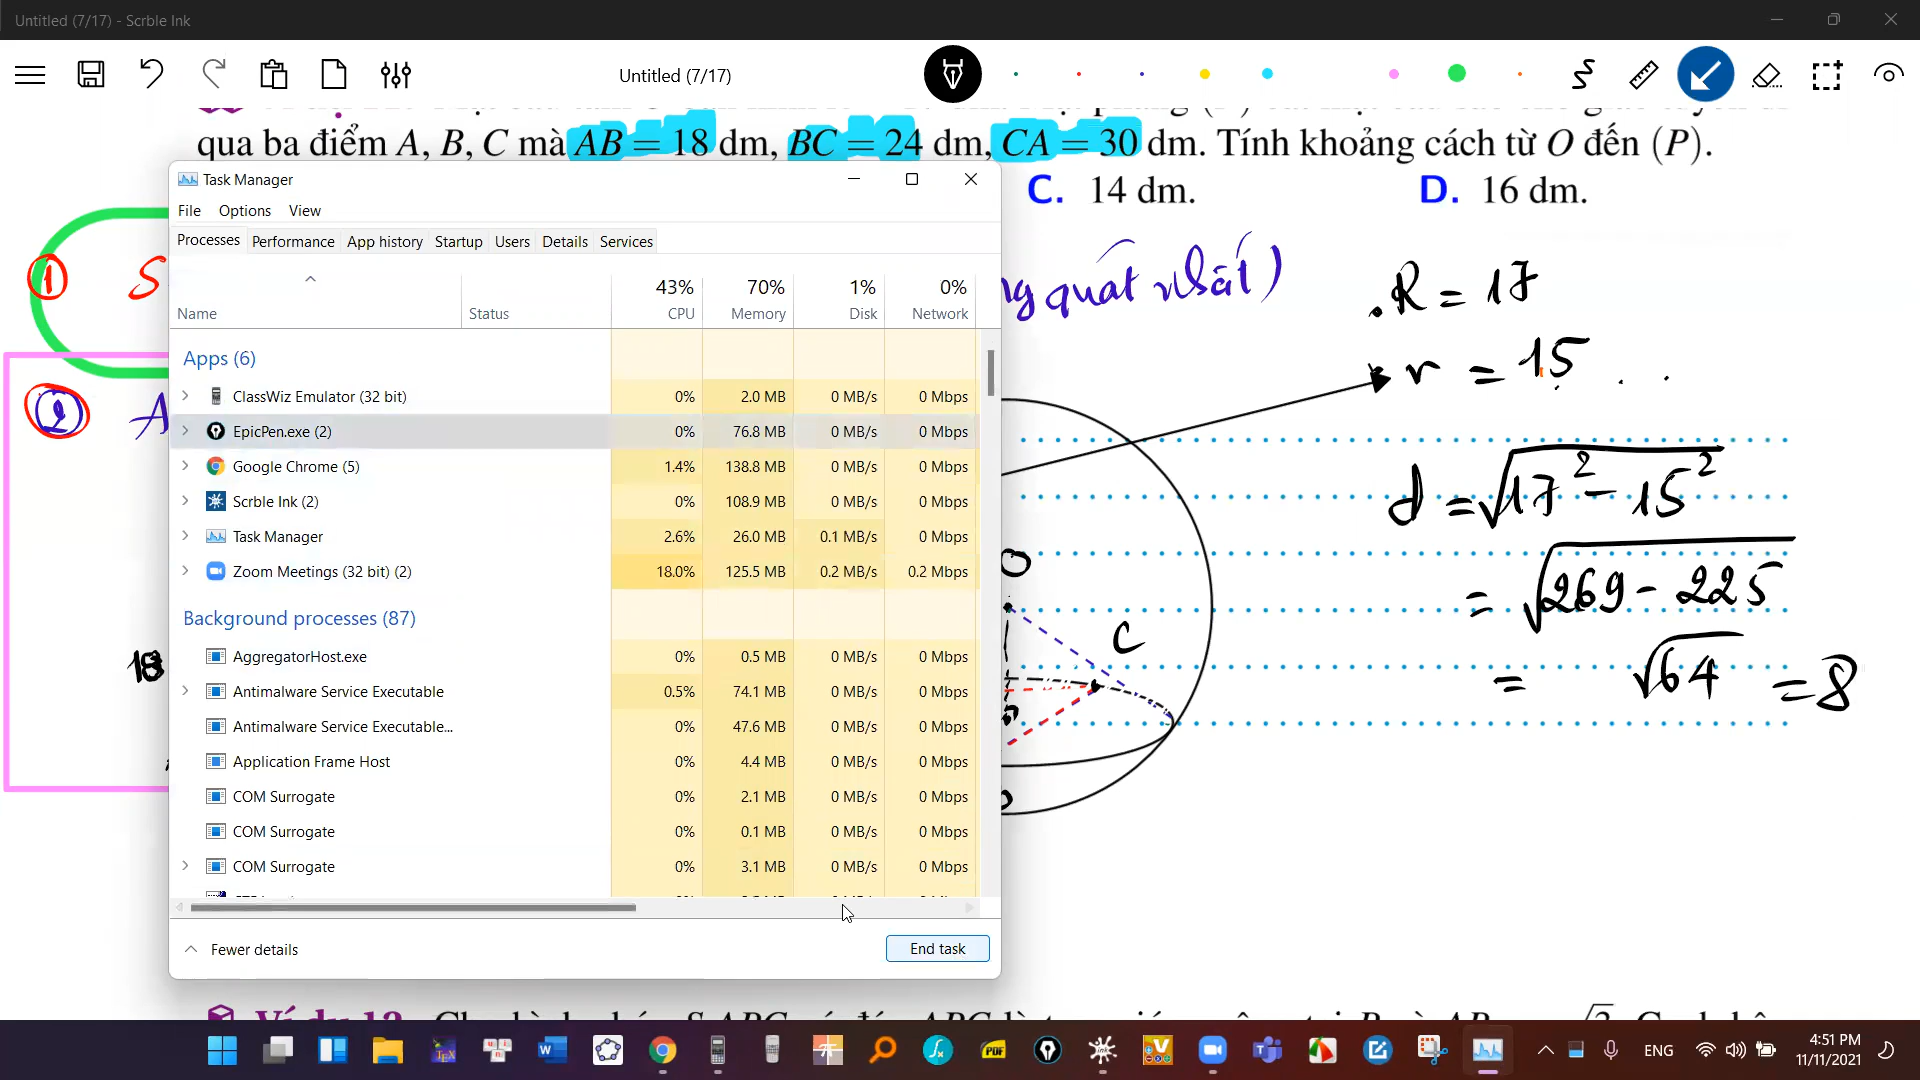 Untitled (7/17) - Scrble Ink
Untitled (7/17)
qua ba điểm A, B, C mà AB = 18 dm, BC = 24 dm, CA = 30 dm. Tính khoảng cách từ O đến (P).
C. 14 dm.
D. 16 dm.
Task Manager
File Options View
Processes Performance App history Startup Users Details Services
43% 70% 1% 0%
Name Status CPU Memory Disk Network
Apps (6)
ClassWiz Emulator (32 bit) 0% 2.0 MB 0 MB/s 0 Mbps
EpicPen.exe (2) 0% 76.8 MB 0 MB/s 0 Mbps
Google Chrome (5) 1.4% 138.8 MB 0 MB/s 0 Mbps
Scrble Ink (2) 0% 108.9 MB 0 MB/s 0 Mbps
Task Manager 2.6% 26.0 MB 0.1 MB/s 0 Mbps
Zoom Meetings (32 bit) (2) 18.0% 125.5 MB 0.2 MB/s 0.2 Mbps
Background processes (87)
AggregatorHost.exe 0% 0.5 MB 0 MB/s 0 Mbps
Antimalware Service Executable 0.5% 74.1 MB 0 MB/s 0 Mbps
Antimalware Service Executable... 0% 47.6 MB 0 MB/s 0 Mbps
Application Frame Host 0% 4.4 MB 0 MB/s 0 Mbps
COM Surrogate 0% 2.1 MB 0 MB/s 0 Mbps
COM Surrogate 0% 0.1 MB 0 MB/s 0 Mbps
COM Surrogate 0% 3.1 MB 0 MB/s 0 Mbps
Fewer details
End task
① S
② A
18
quát nhất)
O
C
R = 17
r = 15 . .
d = √17² - 15²
= √269 - 225
= √64 = 8
ENG
4:51 PM
11/11/2021